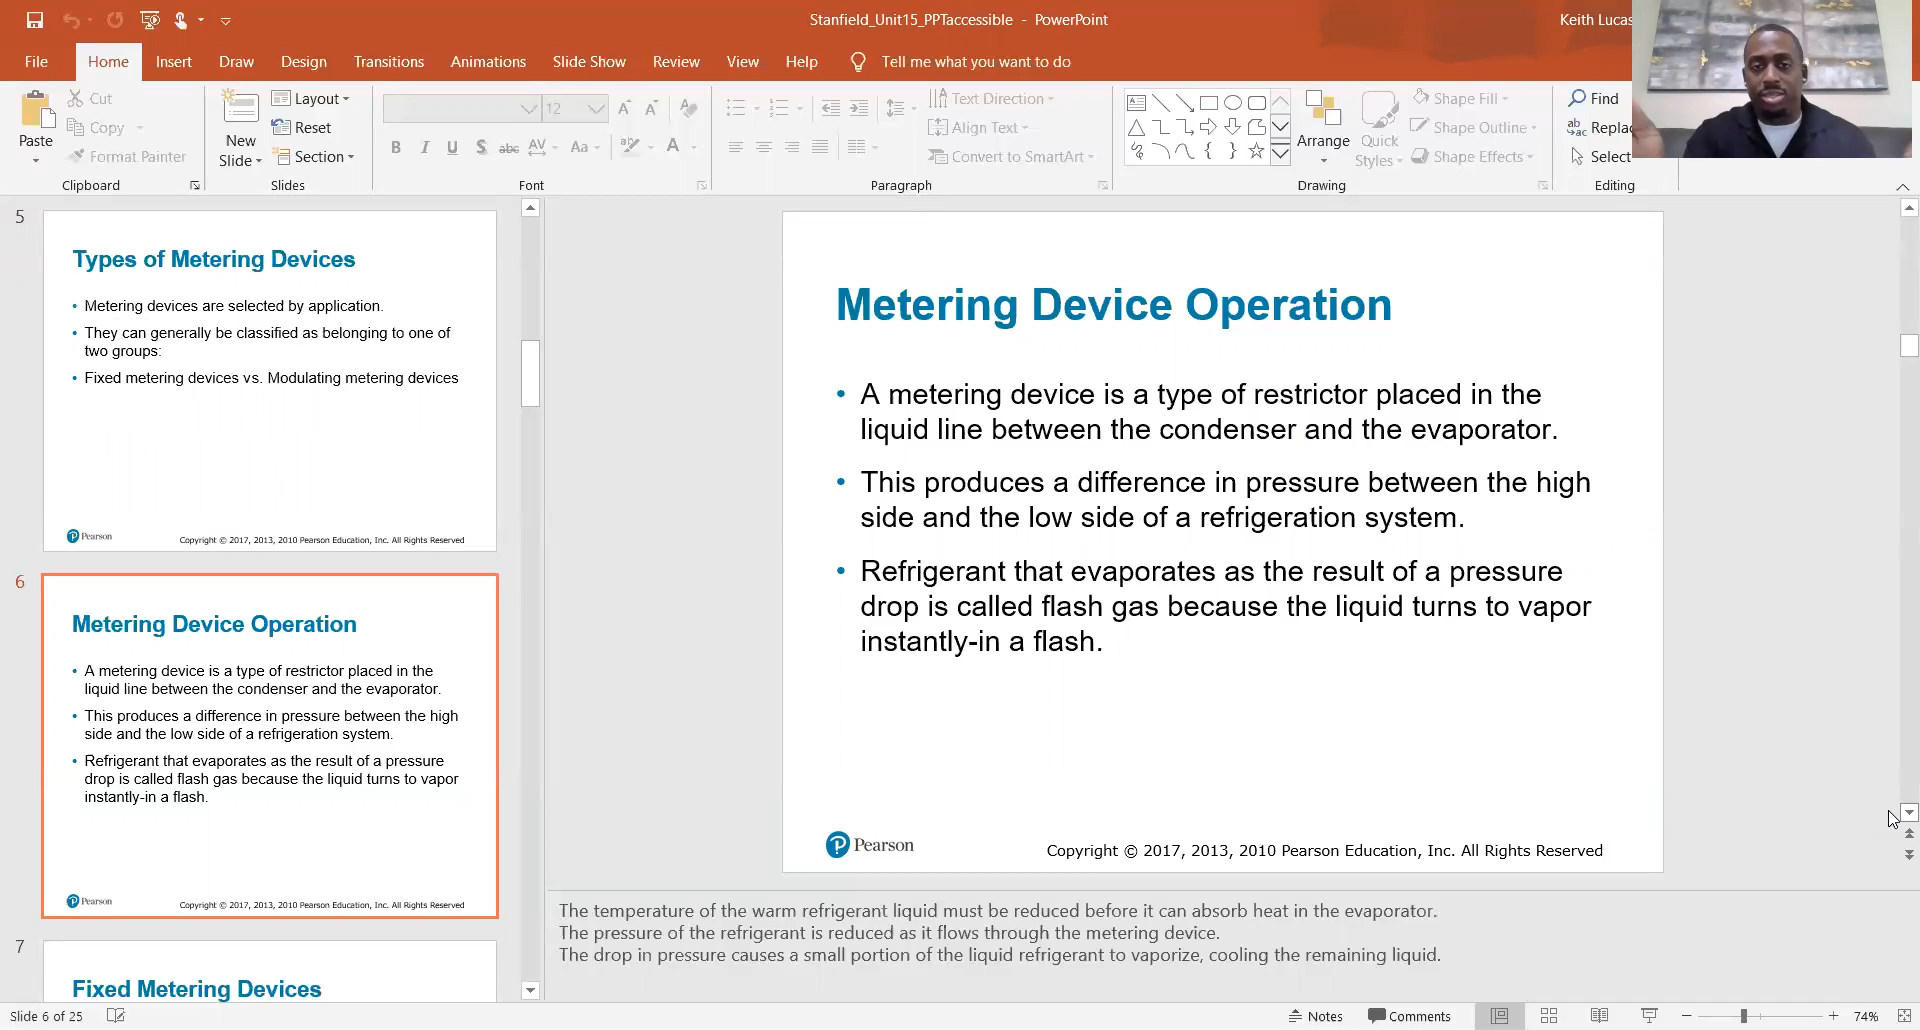 Stanfield_Unit15_PPTaccessible - PowerPoint
Keith Lucas
File Home Insert Draw Design Transitions Animations Slide Show Review View Help Tell me what you want to do
Paste
Cut
Copy
Format Painter
Clipboard
New
Slide
Layout
Reset
Section
Slides
12
B I U S abc AV Aa A
Font
Text Direction
Align Text
Convert to SmartArt
Paragraph
Arrange
Quick
Styles
Shape Fill
Shape Outline
Shape Effects
Drawing
Find
Replac
Select
Editing
5
Types of Metering Devices
• Metering devices are selected by application.
• They can generally be classified as belonging to one of
two groups:
• Fixed metering devices vs. Modulating metering devices
Pearson
Copyright © 2017, 2013, 2010 Pearson Education, Inc. All Rights Reserved
6
Metering Device Operation
• A metering device is a type of restrictor placed in the
liquid line between the condenser and the evaporator.
• This produces a difference in pressure between the high
side and the low side of a refrigeration system.
• Refrigerant that evaporates as the result of a pressure
drop is called flash gas because the liquid turns to vapor
instantly-in a flash.
Pearson
Copyright © 2017, 2013, 2010 Pearson Education, Inc. All Rights Reserved
7
Fixed Metering Devices
Metering Device Operation
• A metering device is a type of restrictor placed in the
liquid line between the condenser and the evaporator.
• This produces a difference in pressure between the high
side and the low side of a refrigeration system.
• Refrigerant that evaporates as the result of a pressure
drop is called flash gas because the liquid turns to vapor
instantly-in a flash.
Pearson
Copyright © 2017, 2013, 2010 Pearson Education, Inc. All Rights Reserved
The temperature of the warm refrigerant liquid must be reduced before it can absorb heat in the evaporator.
The pressure of the refrigerant is reduced as it flows through the metering device.
The drop in pressure causes a small portion of the liquid refrigerant to vaporize, cooling the remaining liquid.
Slide 6 of 25
Notes
Comments
74%